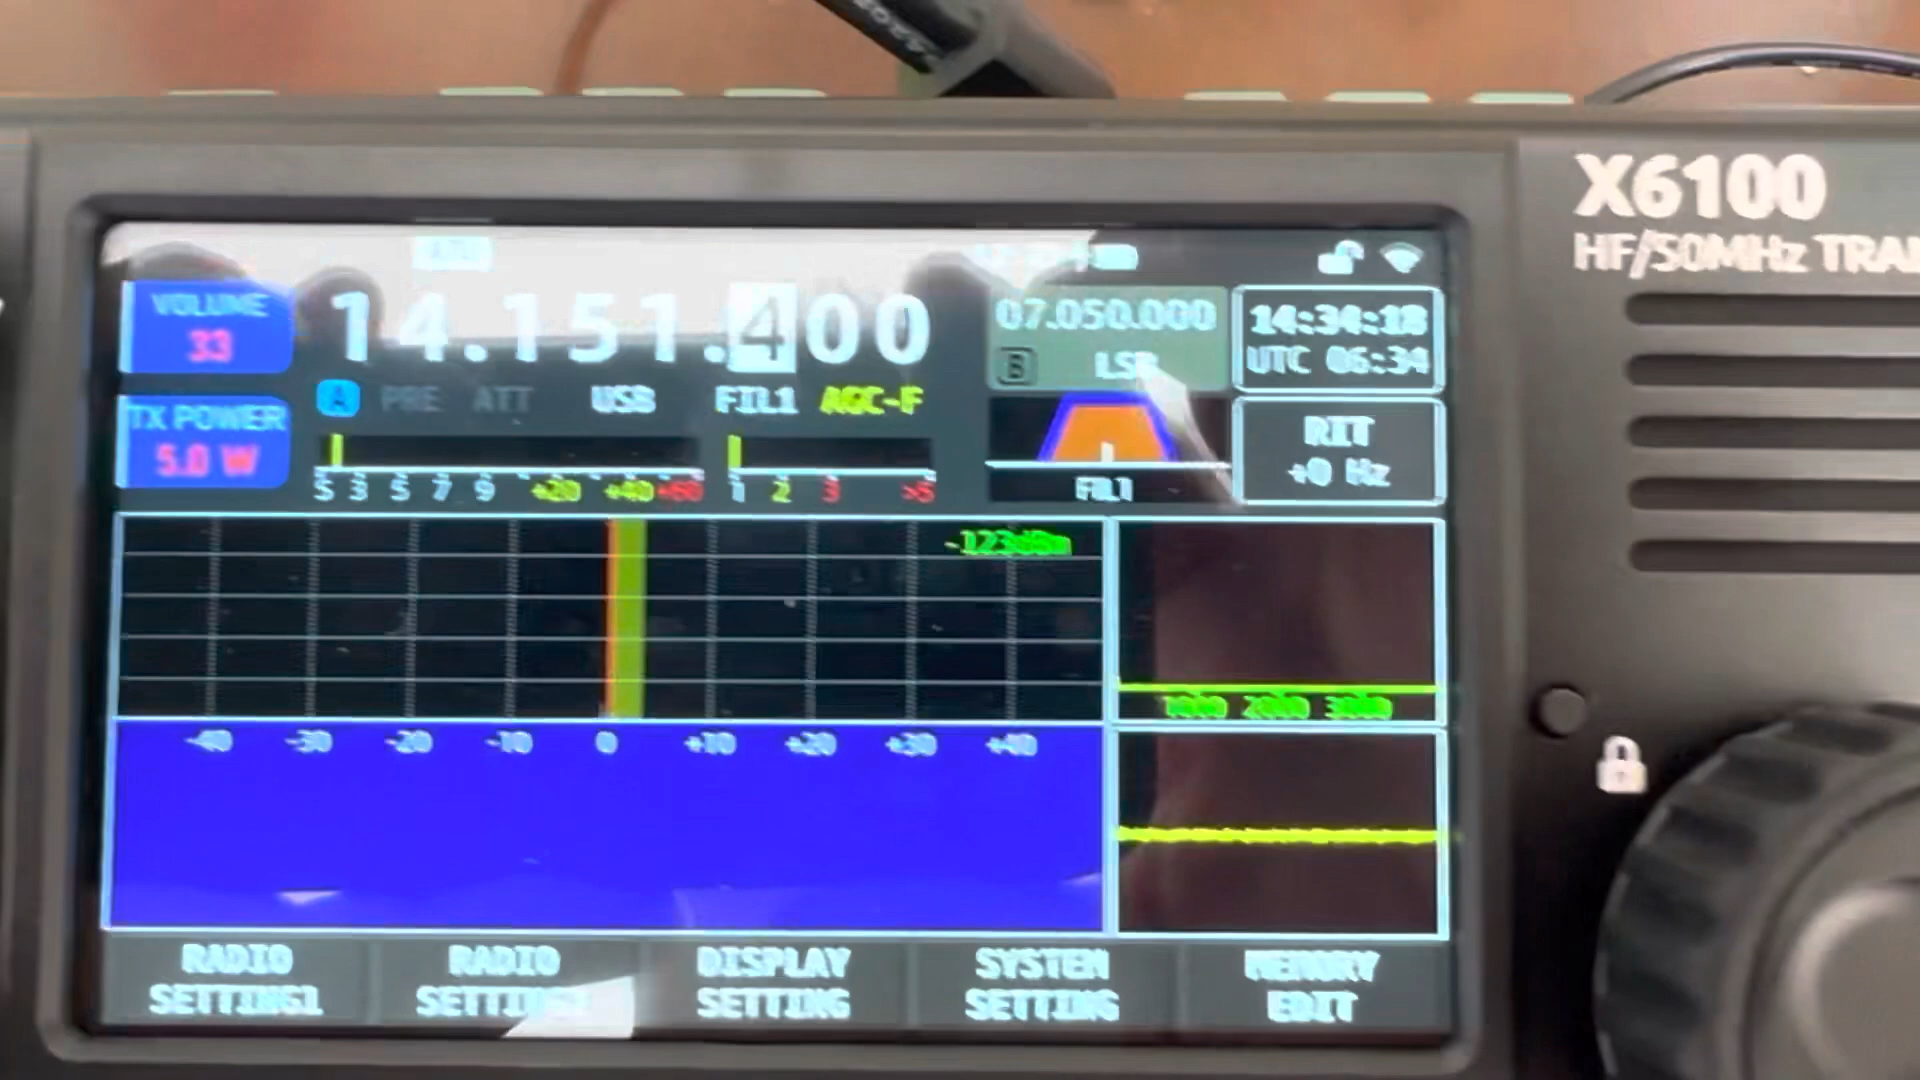 X6100
HF/50MHz TRA
VOLUME
33
14.151.400
07.050.000
B LSB
14:34:18
UTC 06:34
TX POWER
5.0 W
A PRE ATT USB FIL1 AGC-F
S 3 5 7 9 +20 +40 +60
1 2 3 >5
FIL1
RIT
+0 Hz
-123dBm
1000 2000 3000
-40 -30 -20 -10 0 +10 +20 +30 +40
RADIO SETTING1
RADIO SETTING
DISPLAY SETTING
SYSTEM SETTING
MEMORY EDIT